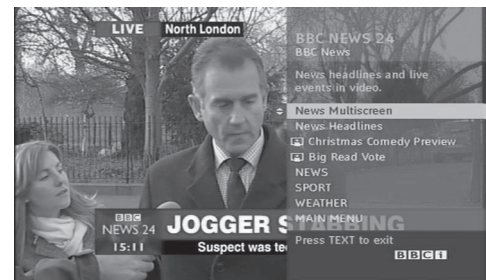 LIVE North London
BBC NEWS 24
BBC News
News headlines and live
events in video.
News Multiscreen
News Headlines
Christmas Comedy Preview
Big Read Vote
NEWS
SPORT
WEATHER
MAIN MENU
Press TEXT to exit
BBCi
BBC
NEWS 24
15:11
JOGGER STABBING
Suspect was